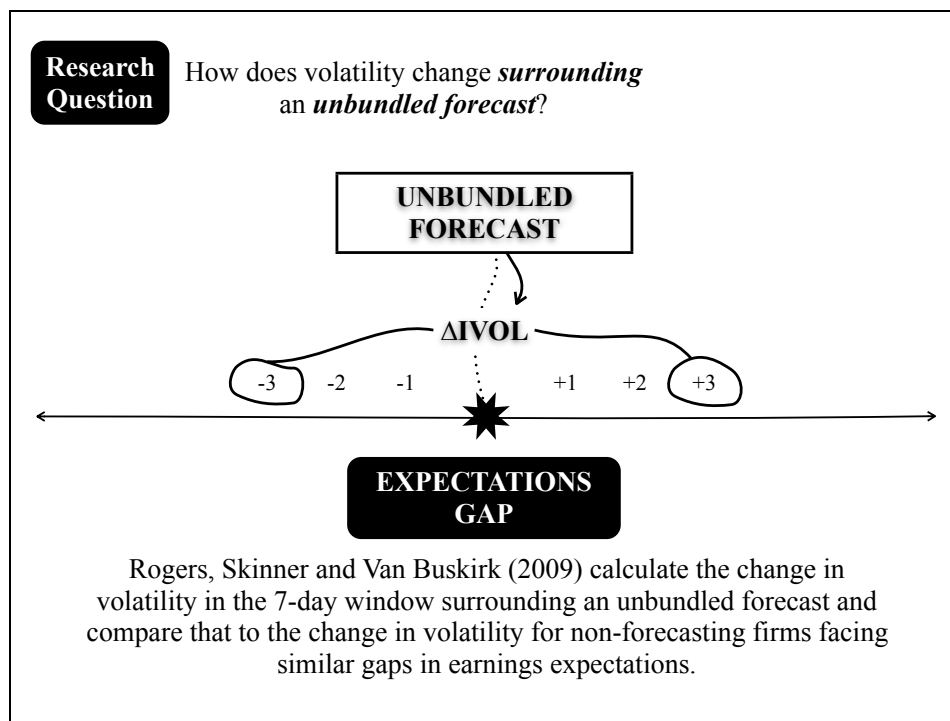 Research
Question
How does volatility change surrounding
an unbundled forecast?
UNBUNDLED
FORECAST
ΔIVOL
-3 -2 -1 +1 +2 +3
EXPECTATIONS
GAP
Rogers, Skinner and Van Buskirk (2009) calculate the change in
volatility in the 7-day window surrounding an unbundled forecast and
compare that to the change in volatility for non-forecasting firms facing
similar gaps in earnings expectations.